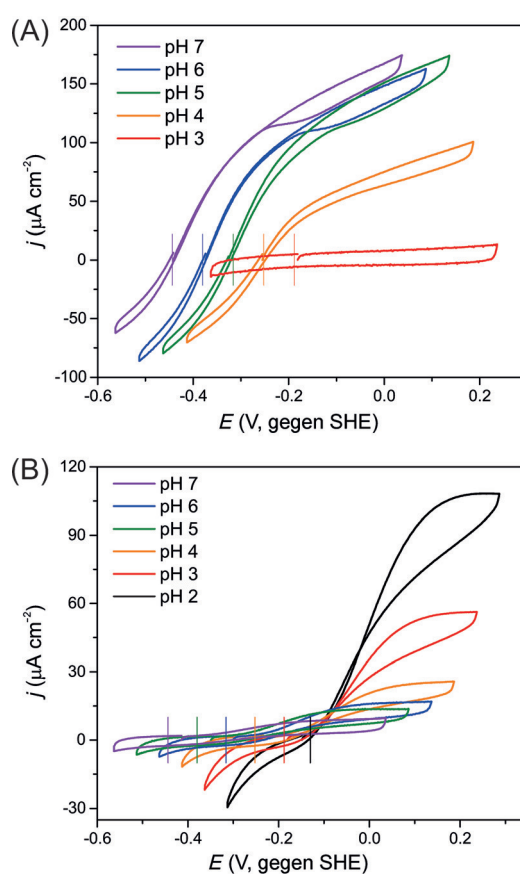 (A)
200
150
100
50
0
-50
-100
j (µA cm⁻²)
pH 7
pH 6
pH 5
pH 4
pH 3
-0.6 -0.4 -0.2 0.0 0.2
E (V, gegen SHE)
(B)
120
90
60
30
0
-30
j (µA cm⁻²)
pH 7
pH 6
pH 5
pH 4
pH 3
pH 2
-0.6 -0.4 -0.2 0.0 0.2
E (V, gegen SHE)